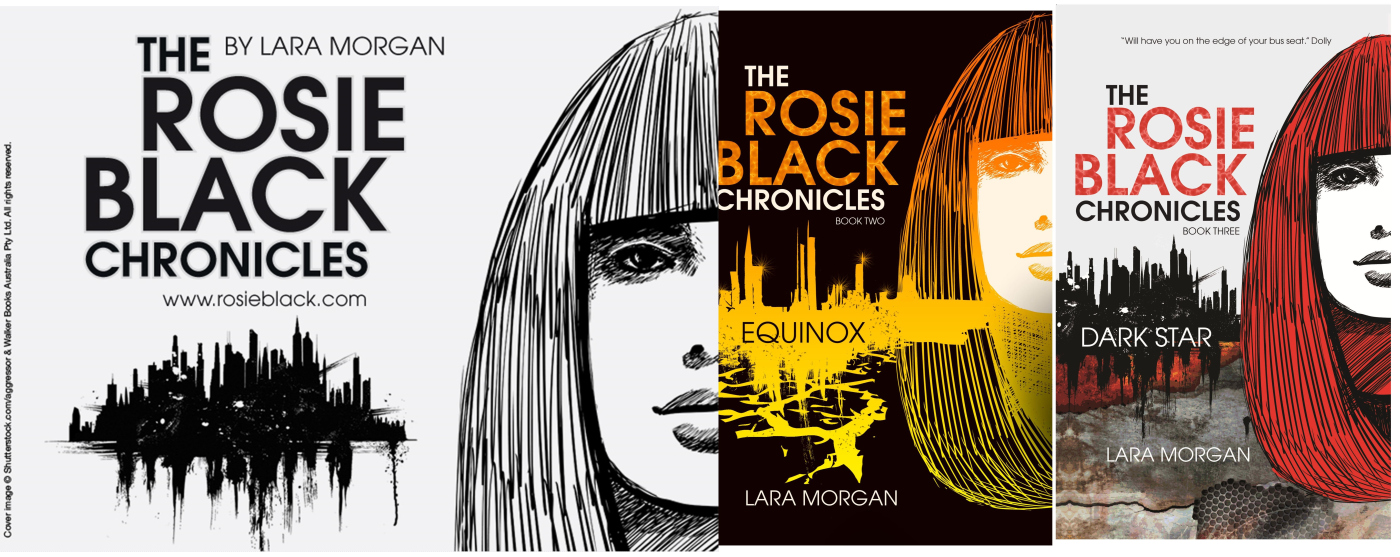 THE BY LARA MORGAN
ROSIE
BLACK
CHRONICLES
www.rosieblack.com
Cover image © Shutterstock.com/aggressor & Walker Books Australia Pty Ltd. All rights reserved.
THE
ROSIE
BLACK
CHRONICLES
BOOK TWO
EQUINOX
LARA MORGAN
"Will have you on the edge of your bus seat." Dolly
THE
ROSIE
BLACK
CHRONICLES
BOOK THREE
DARK STAR
LARA MORGAN